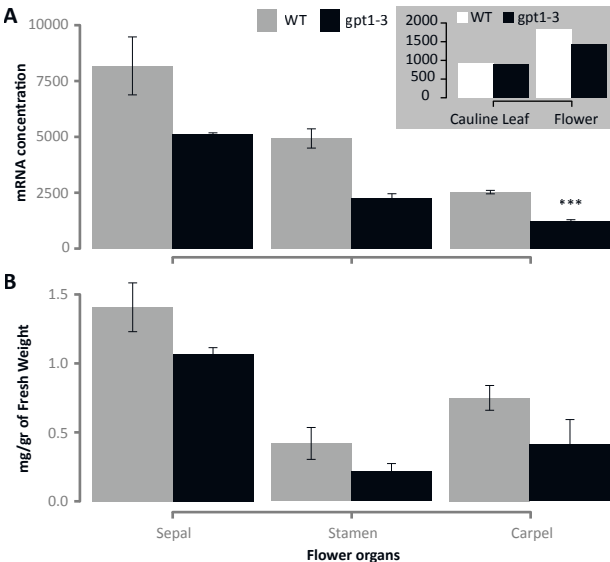 A
WT gpt1-3
mRNA concentration
10000
7500
5000
2500
0
***
WT gpt1-3
2000
1500
1000
500
0
Cauline Leaf Flower
B
mg/gr of Fresh Weight
1.5
1.0
0.5
0.0
Sepal Stamen Carpel
Flower organs